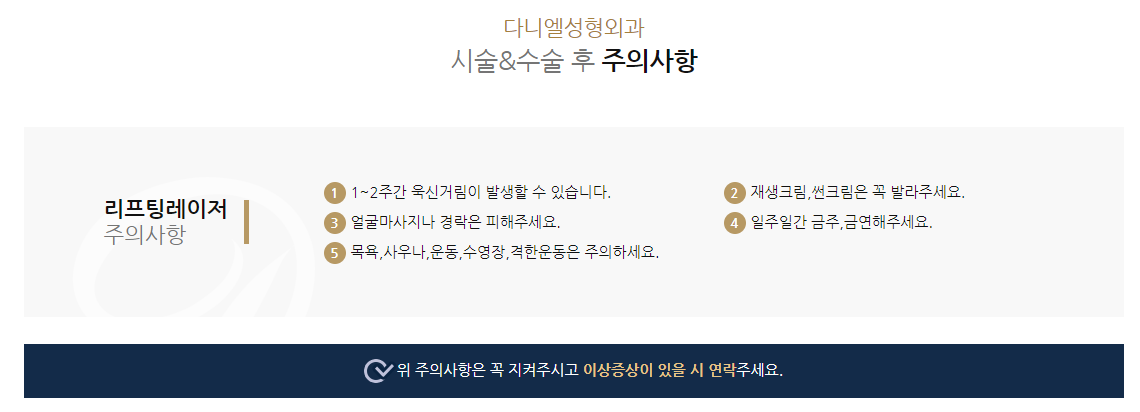 다니엘성형외과
시술&수술 후 주의사항
리프팅레이저
주의사항
1 1~2주간 욱신거림이 발생할 수 있습니다.
2 재생크림,썬크림은 꼭 발라주세요.
3 얼굴마사지나 경락은 피해주세요.
4 일주일간 금주,금연해주세요.
5 목욕,사우나,운동,수영장,격한운동은 주의하세요.
위 주의사항은 꼭 지켜주시고 이상증상이 있을 시 연락주세요.